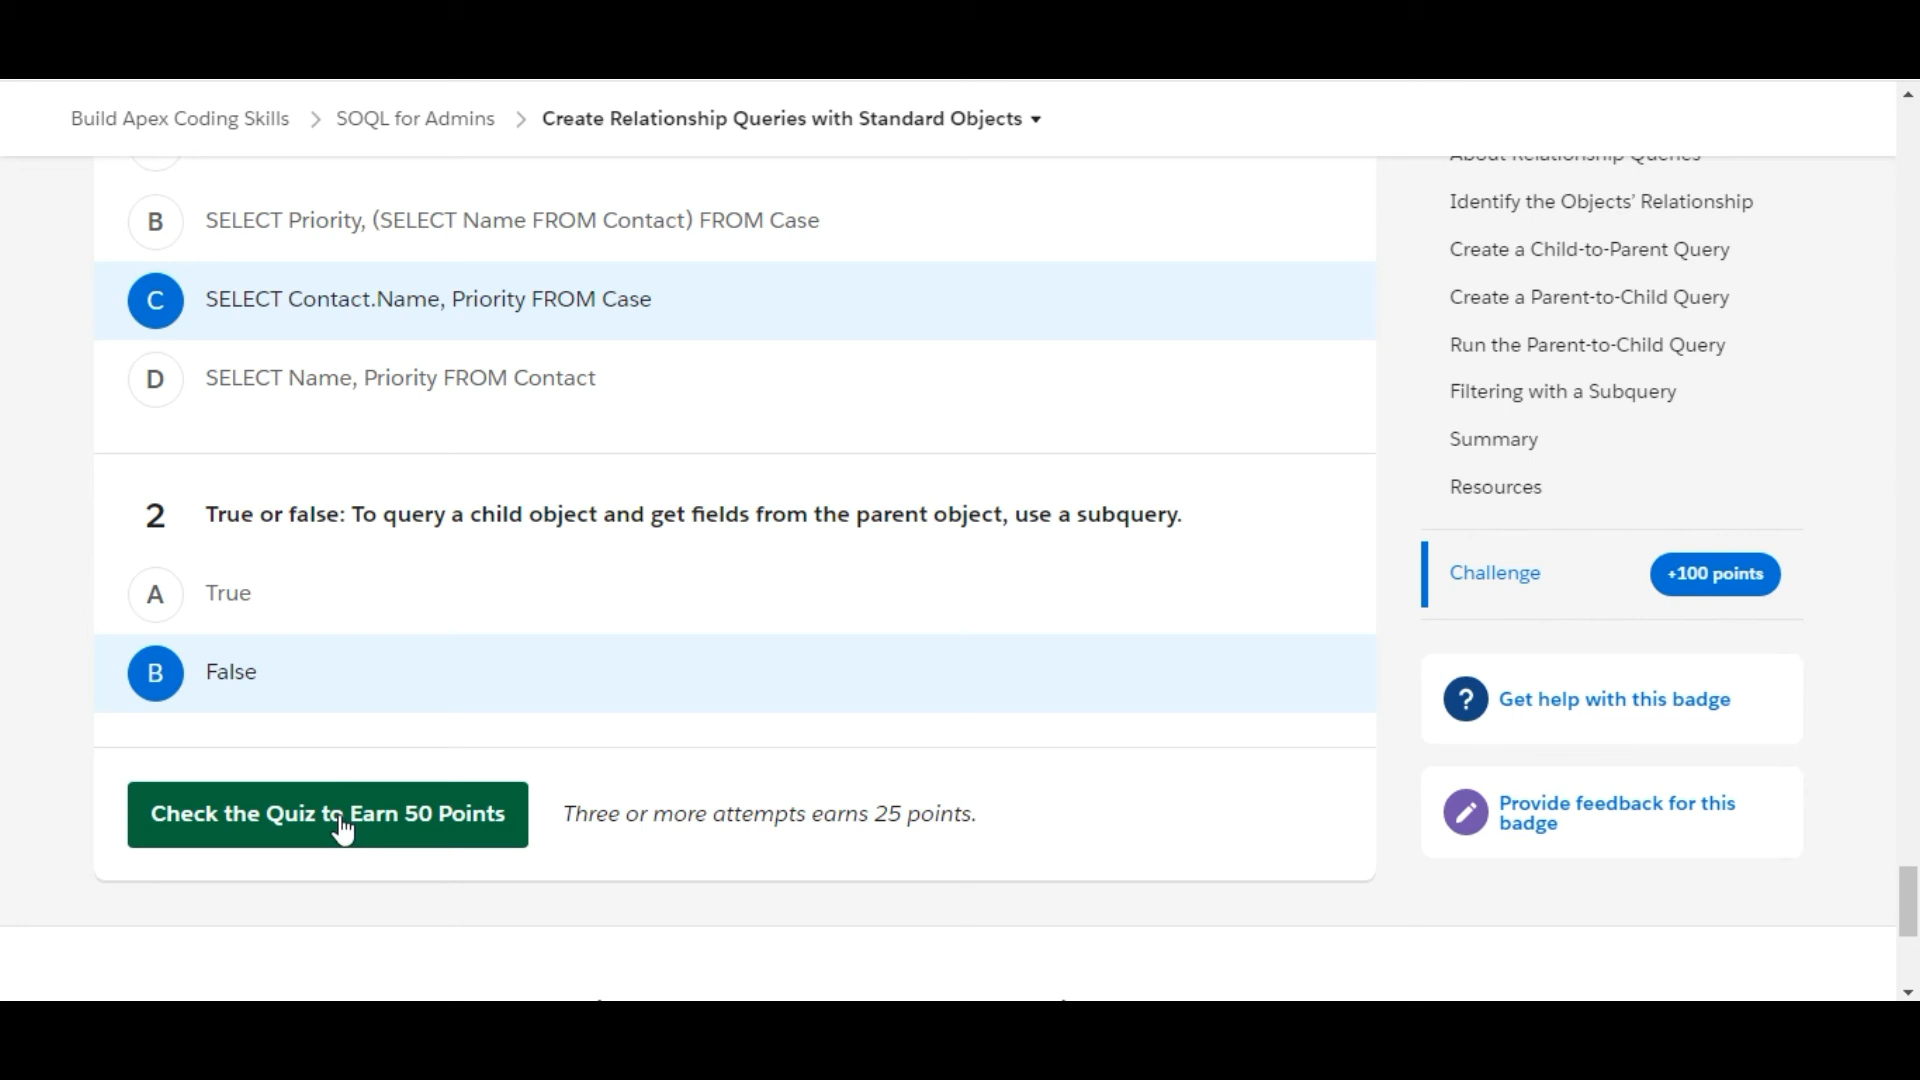 Build Apex Coding Skills > SOQL for Admins > Create Relationship Queries with Standard Objects
About Relationship Queries
B SELECT Priority, (SELECT Name FROM Contact) FROM Case
C SELECT Contact.Name, Priority FROM Case
D SELECT Name, Priority FROM Contact
2 True or false: To query a child object and get fields from the parent object, use a subquery.
A True
B False
Check the Quiz to Earn 50 Points
Three or more attempts earns 25 points.
Identify the Objects' Relationship
Create a Child-to-Parent Query
Create a Parent-to-Child Query
Run the Parent-to-Child Query
Filtering with a Subquery
Summary
Resources
Challenge
+100 points
? Get help with this badge
Provide feedback for this
badge